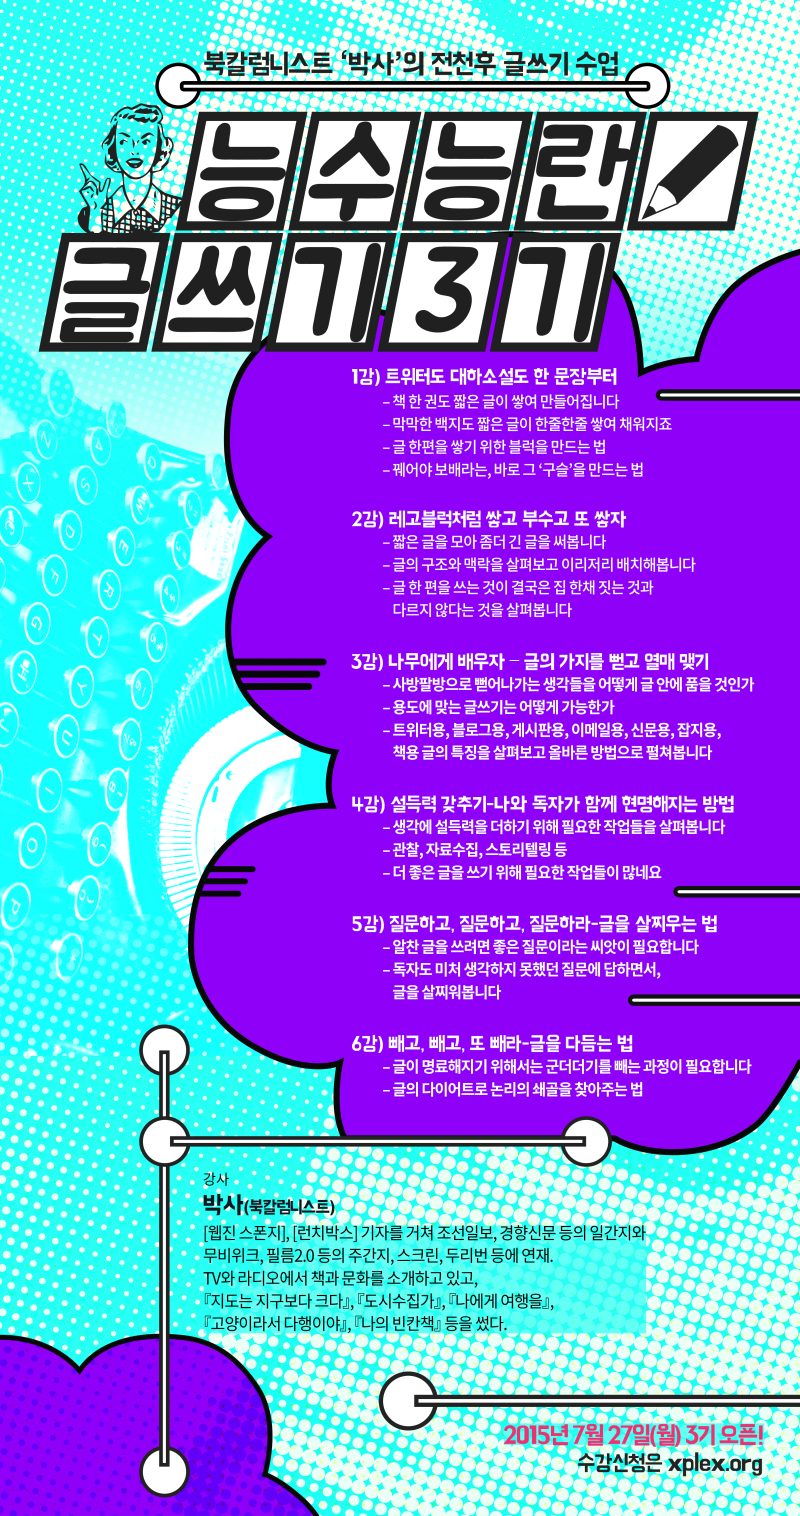 북칼럼니스트 ‘박사’의 전천후 글쓰기 수업
능수능란
글쓰기3기
1강) 트위터도 대하소설도 한 문장부터
– 책 한 권도 짧은 글이 쌓여 만들어집니다
– 막막한 백지도 짧은 글이 한줄한줄 쌓여 채워지죠
– 글 한편을 쌓기 위한 블럭을 만드는 법
– 꿰어야 보배라는, 바로 그 ‘구슬’을 만드는 법
2강) 레고블럭처럼 쌓고 부수고 또 쌓자
– 짧은 글을 모아 좀더 긴 글을 써봅니다
– 글의 구조와 맥락을 살펴보고 이리저리 배치해봅니다
– 글 한 편을 쓰는 것이 결국은 집 한채 짓는 것과
다르지 않다는 것을 살펴봅니다
3강) 나무에게 배우자 – 글의 가지를 뻗고 열매 맺기
– 사방팔방으로 뻗어나가는 생각들을 어떻게 글 안에 품을 것인가
– 용도에 맞는 글쓰기는 어떻게 가능한가
– 트위터용, 블로그용, 게시판용, 이메일용, 신문용, 잡지용,
책용 글의 특징을 살펴보고 올바른 방법으로 펼쳐봅니다
4강) 설득력 갖추기-나와 독자가 함께 현명해지는 방법
– 생각에 설득력을 더하기 위해 필요한 작업들을 살펴봅니다
– 관찰, 자료수집, 스토리텔링 등
– 더 좋은 글을 쓰기 위해 필요한 작업들이 많네요
5강) 질문하고, 질문하고, 질문하라-글을 살찌우는 법
– 알찬 글을 쓰려면 좋은 질문이라는 씨앗이 필요합니다
– 독자도 미처 생각하지 못했던 질문에 답하면서,
글을 살찌워봅니다
6강) 빼고, 빼고, 또 빼라-글을 다듬는 법
– 글이 명료해지기 위해서는 군더더기를 빼는 과정이 필요합니다
– 글의 다이어트로 논리의 쇄골을 찾아주는 법
강사
박사(북칼럼니스트)
[웹진 스폰지], [런치박스] 기자를 거쳐 조선일보, 경향신문 등의 일간지와
무비위크, 필름2.0 등의 주간지, 스크린, 두리번 등에 연재.
TV와 라디오에서 책과 문화를 소개하고 있고,
『지도는 지구보다 크다』, 『도시수집가』, 『나에게 여행을』,
『고양이라서 다행이야』, 『나의 빈칸책』 등을 썼다.
2015년 7월 27일(월) 3기 오픈!
수강신청은 xplex.org